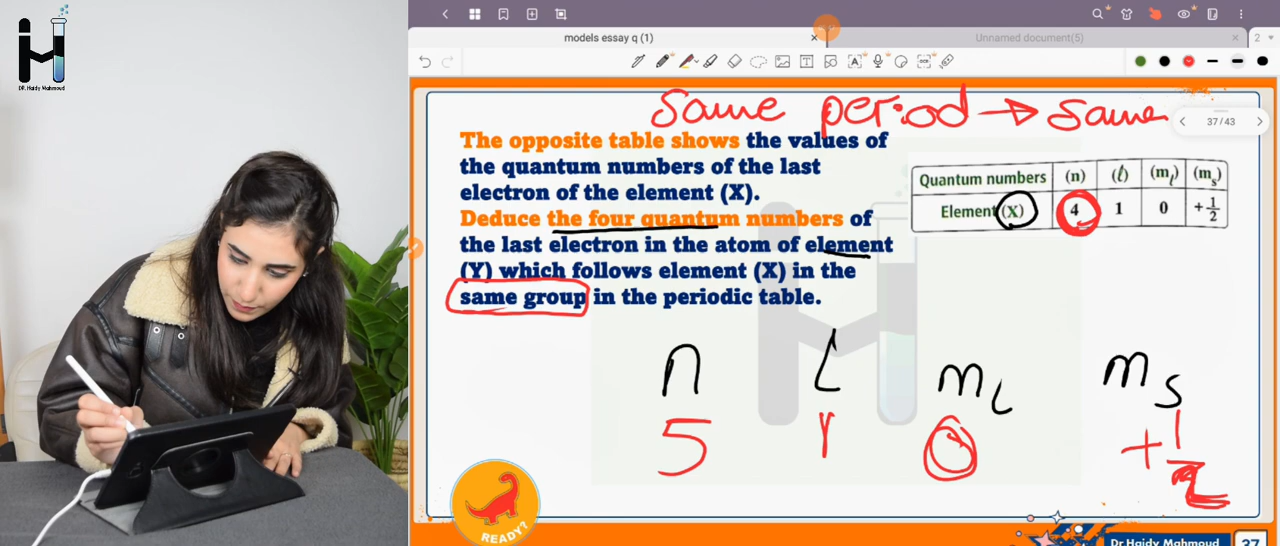 H
DR. Haidy Mahmoud
models essay q (1)
Unnamed document(5)
2
Same period → Same
37/43
The opposite table shows the values of
the quantum numbers of the last
electron of the element (X).
Deduce the four quantum numbers of
the last electron in the atom of element
(Y) which follows element (X) in the
same group in the periodic table.
Quantum numbers (n) (ℓ) (mℓ) (ms)
Element (X) 4 1 0 +1/2
n l ml ms
5 1 0 +1/2
READY?
Dr Haidy Mahmoud 37